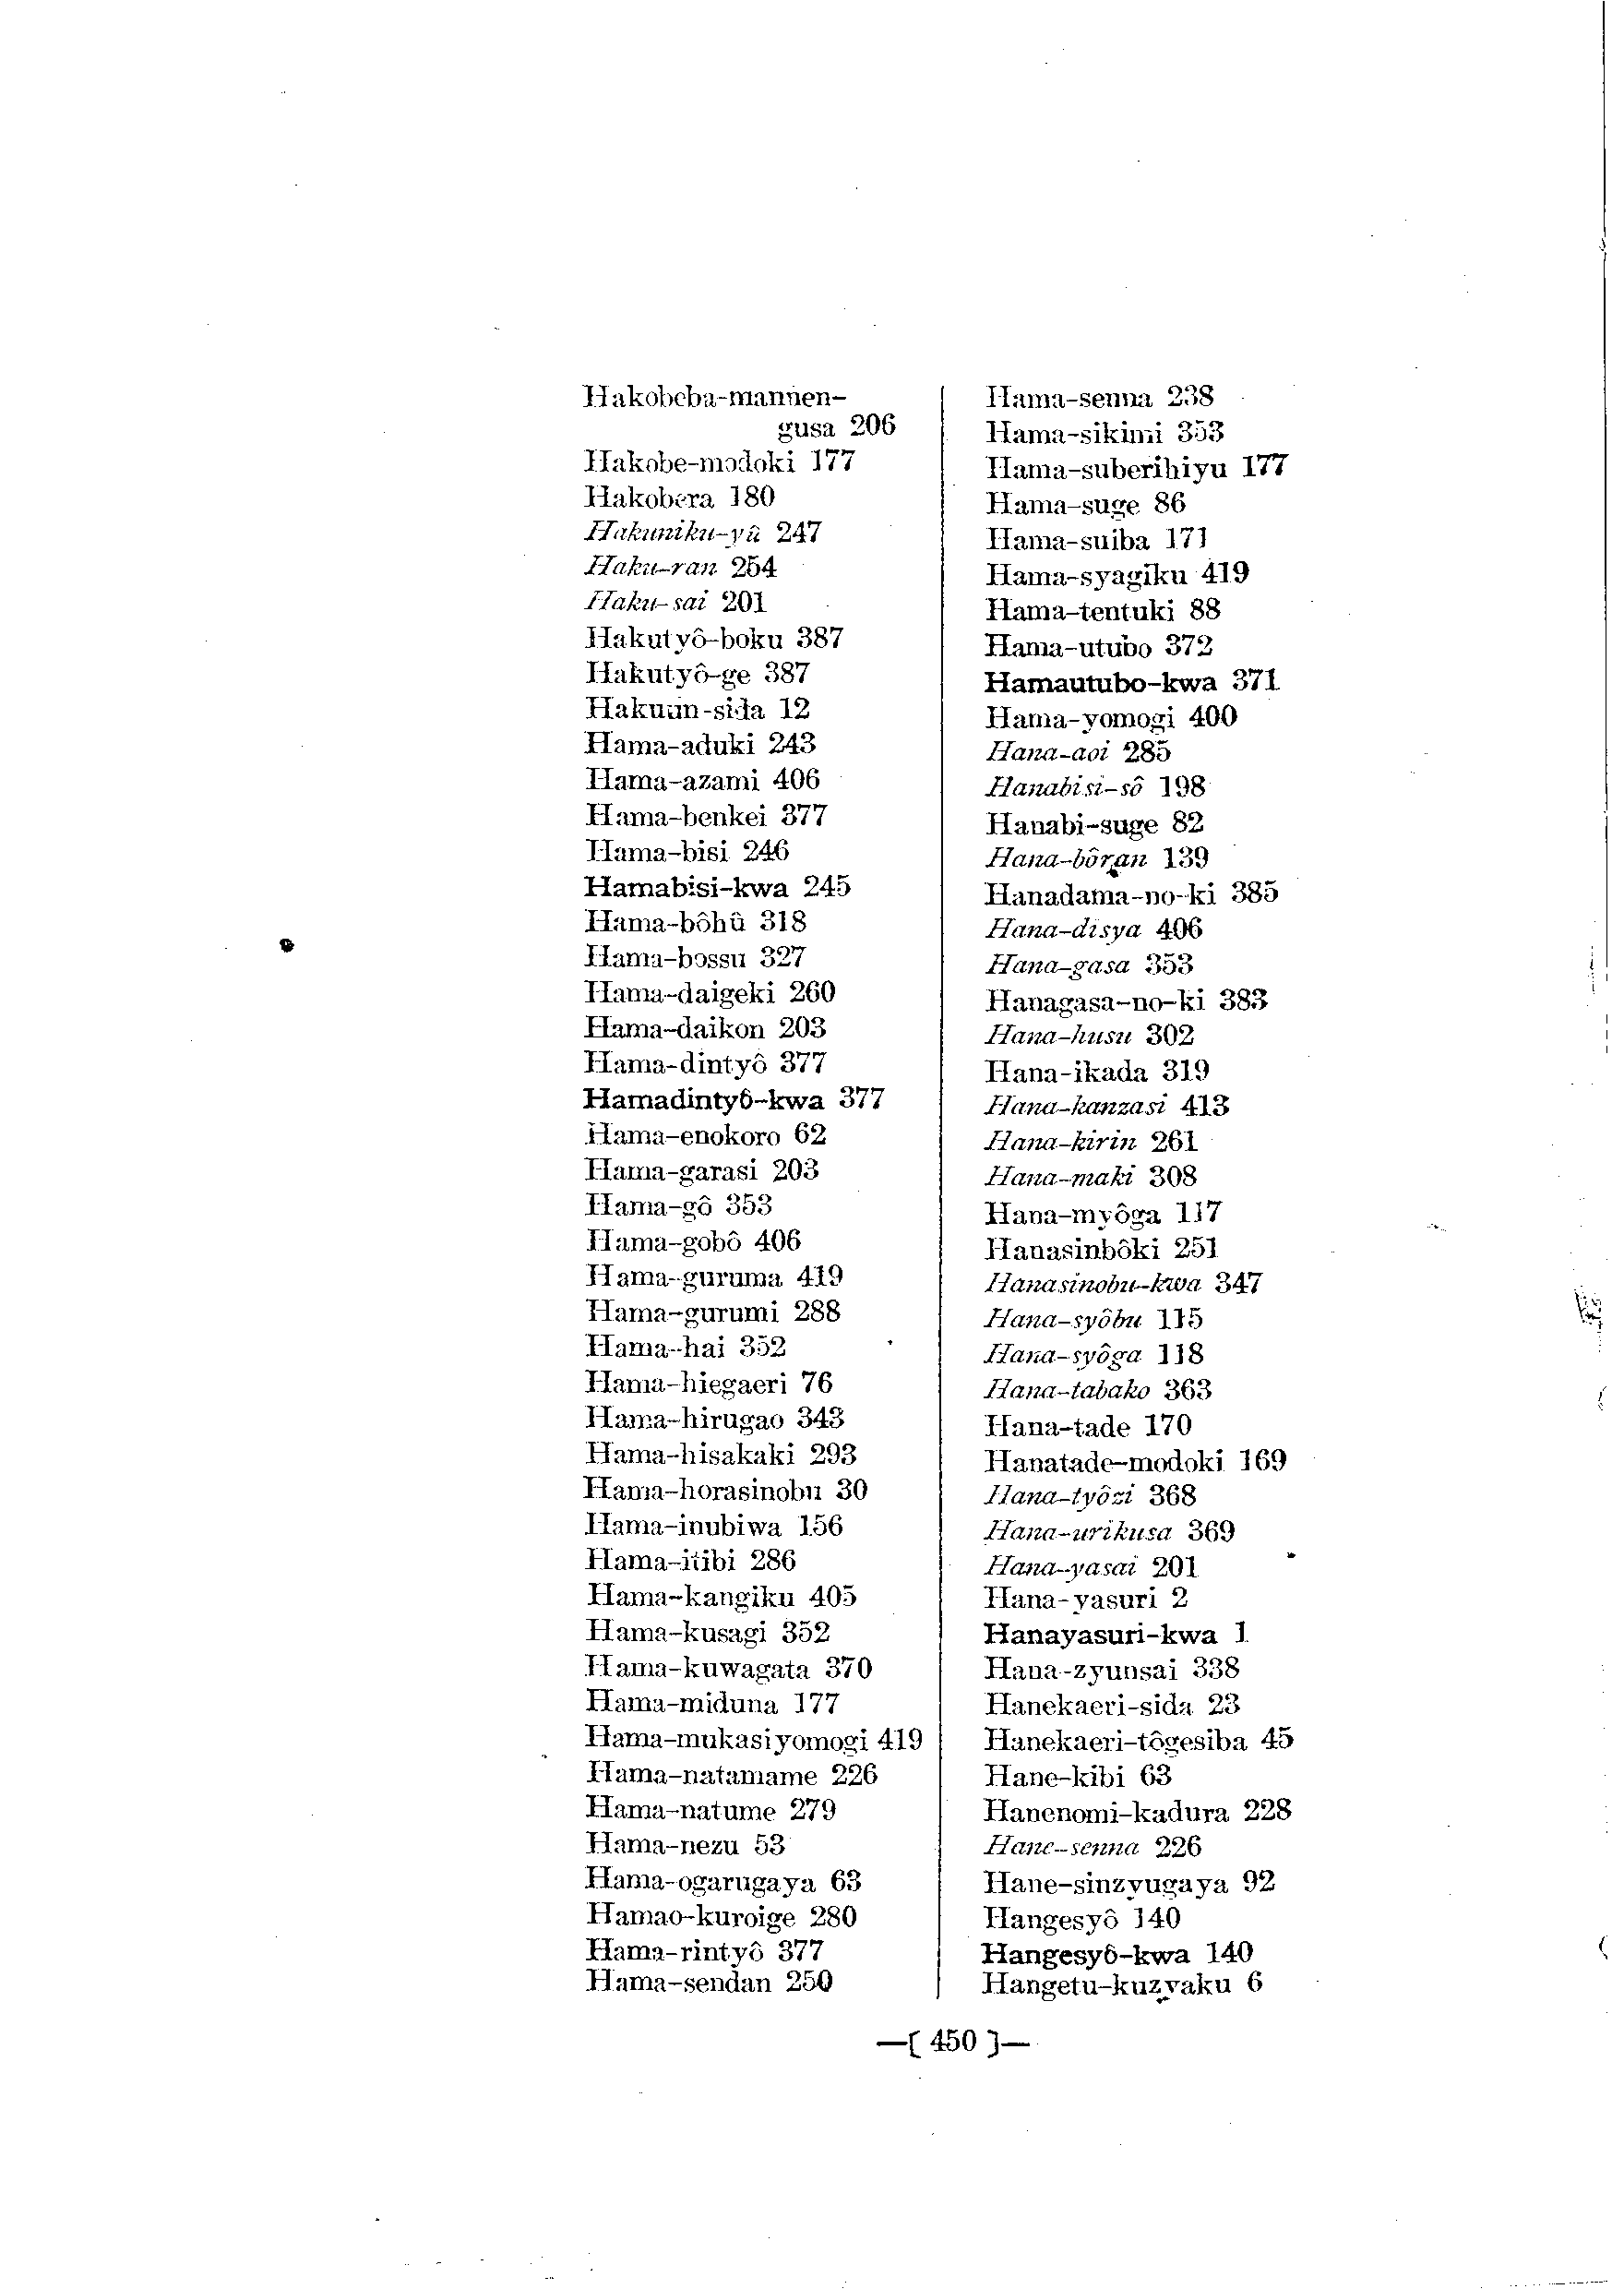 Hakobeba-mannen-
gusa 206
Hakobe-modoki 177
Hakobera 180
Hakuniku-yû 247
Haku-ran 254
Haku-sai 201
Hakutyô-boku 387
Hakutyô-ge 387
Hakuun-sida 12
Hama-aduki 243
Hama-azami 406
Hama-benkei 377
Hama-bisi 246
Hamabisi-kwa 245
Hama-bôhû 318
Hama-bossu 327
Hama-daigeki 260
Hama-daikon 203
Hama-dintyô 377
Hamadintyô-kwa 377
Hama-enokoro 62
Hama-garasi 203
Hama-gô 353
Hama-gobô 406
Hama-guruma 419
Hama-gurumi 288
Hama-hai 352
Hama-hiegaeri 76
Hama-hirugao 343
Hama-hisakaki 293
Hama-horasinobu 30
Hama-inubiwa 156
Hama-itibi 286
Hama-kangiku 405
Hama-kusagi 352
Hama-kuwagata 370
Hama-miduna 177
Hama-mukasiyomogi 419
Hama-natamame 226
Hama-natume 279
Hama-nezu 53
Hama-ogarugaya 63
Hamao-kuroige 280
Hama-rintyô 377
Hama-sendan 250
Hama-senna 238
Hama-sikimi 353
Hama-suberihiyu 177
Hama-suge 86
Hama-suiba 171
Hama-syagiku 419
Hama-tentuki 88
Hama-utubo 372
Hamautubo-kwa 371
Hama-yomogi 400
Hana-aoi 285
Hanabisi-sô 198
Hanabi-suge 82
Hana-bôran 139
Hanadama-no-ki 385
Hana-disya 406
Hana-gasa 353
Hanagasa-no-ki 383
Hana-husu 302
Hana-ikada 319
Hana-kanzasi 413
Hana-kirin 261
Hana-maki 308
Hana-myôga 117
Hanasinbôki 251
Hanasinobu-kwa 347
Hana-syôbu 115
Hana-syôga 118
Hana-tabako 363
Hana-tade 170
Hanatade-modoki 169
Hana-tyôzi 368
Hana-urikusa 369
Hana-yasai 201
Hana-yasuri 2
Hanayasuri-kwa 1
Hana-zyunsai 338
Hanekaeri-sida 23
Hanekaeri-tôgesiba 45
Hane-kibi 63
Hanenomi-kadura 228
Hane-senna 226
Hane-sinzyugaya 92
Hangesyô 140
Hangesyô-kwa 140
Hangetu-kuzyaku 6
—[ 450 ]—